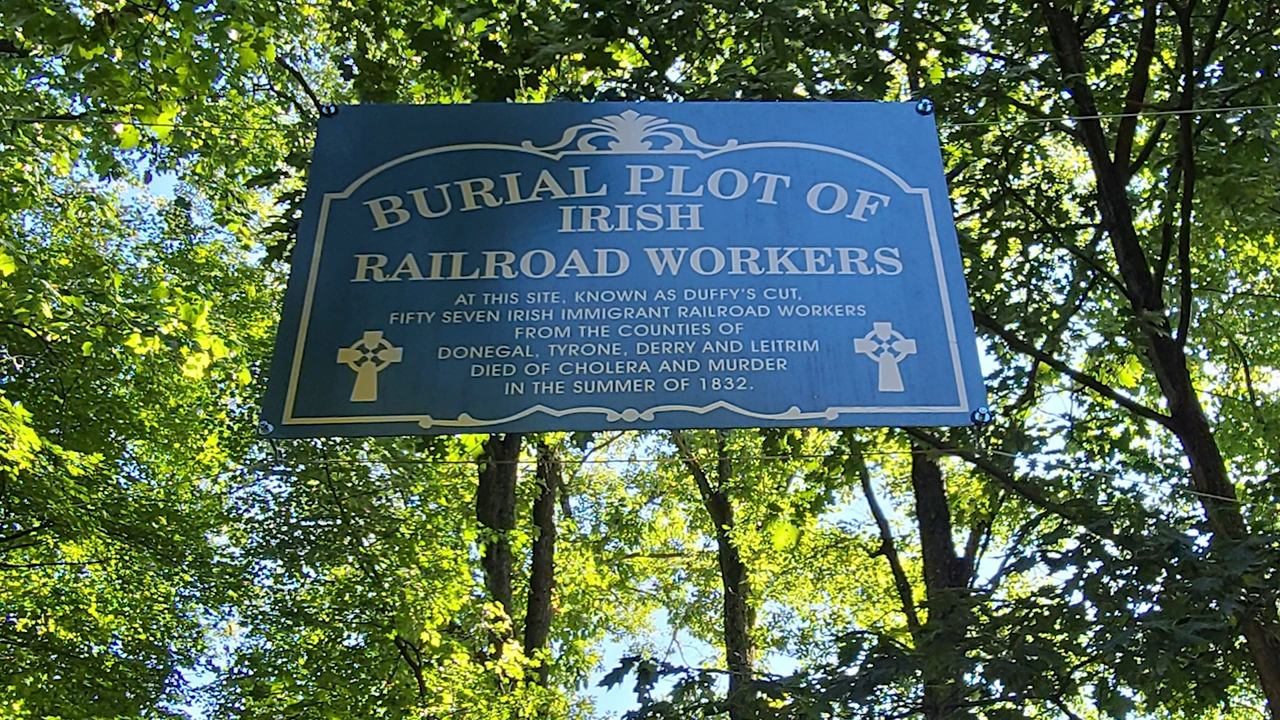 BURIAL PLOT OF
IRISH
RAILROAD WORKERS
AT THIS SITE, KNOWN AS DUFFY'S CUT,
FIFTY SEVEN IRISH IMMIGRANT RAILROAD WORKERS
FROM THE COUNTIES OF
DONEGAL, TYRONE, DERRY AND LEITRIM
DIED OF CHOLERA AND MURDER
IN THE SUMMER OF 1832.